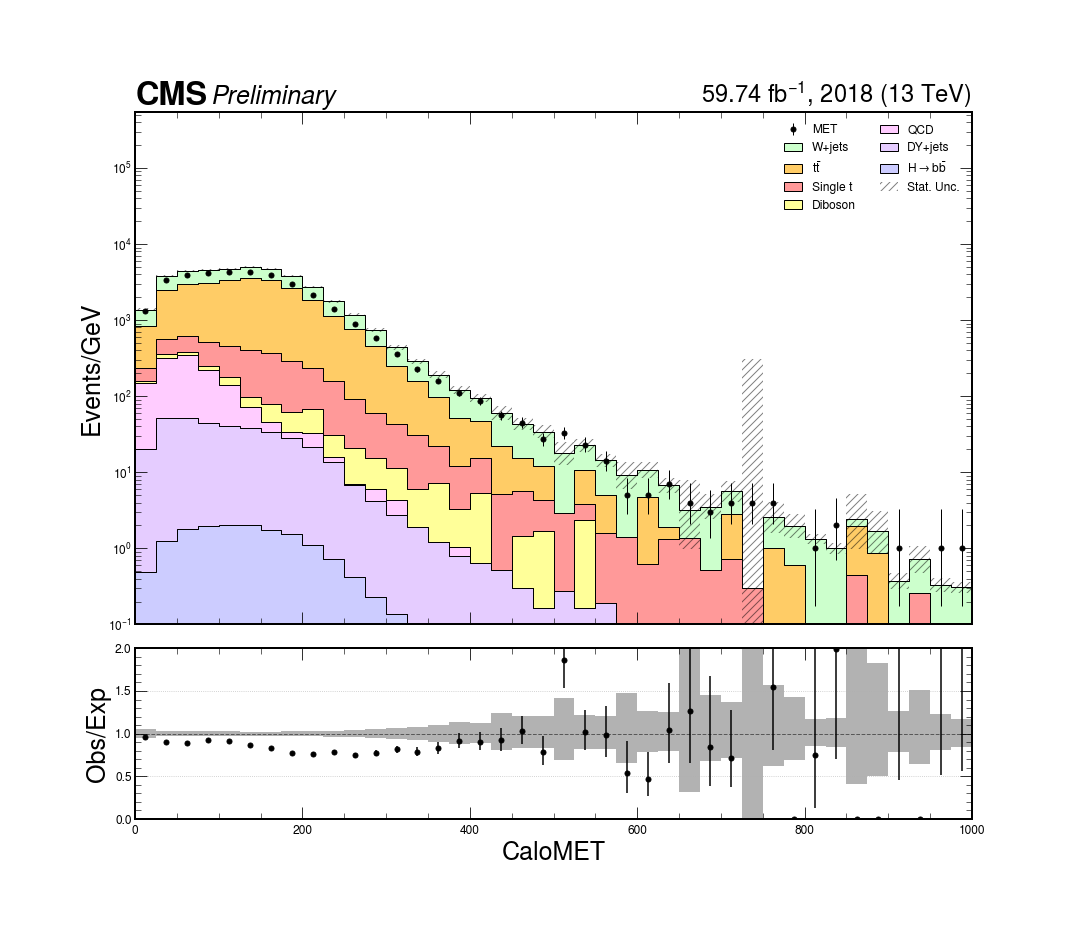 CMS Preliminary
59.74 fb⁻¹, 2018 (13 TeV)
Events/GeV
10⁵
10⁴
10³
10²
10¹
10⁰
10⁻¹
MET
W+jets
tt̄
Single t
Diboson
QCD
DY+jets
H→bb̄
Stat. Unc.
Obs/Exp
2.0
1.5
1.0
0.5
0.0
0
200
400
600
800
1000
CaloMET